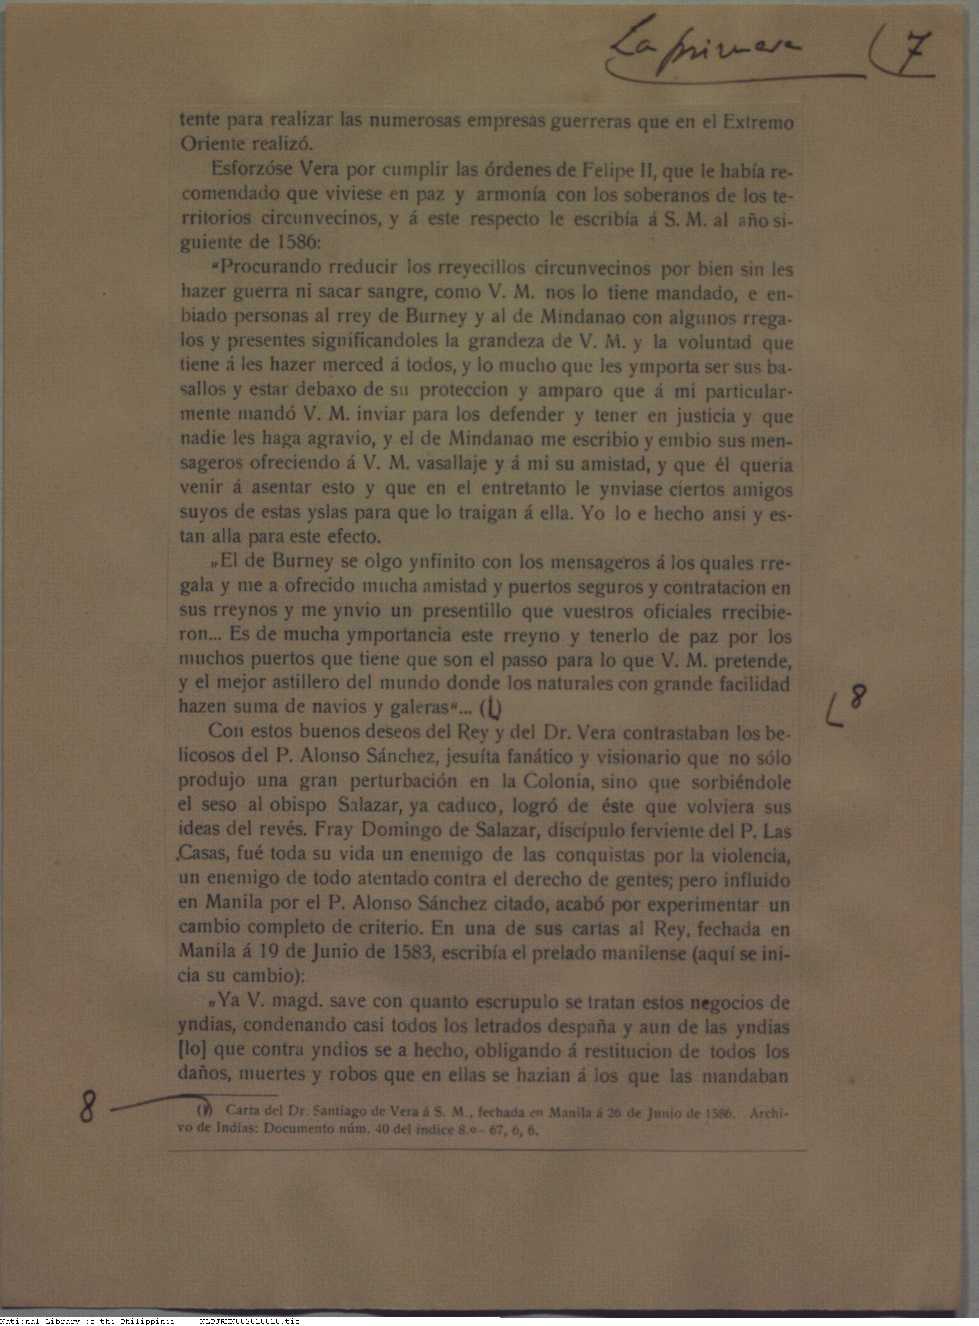 La primera 7
tente para realizar las numerosas empresas guerreras que en el Extremo
Oriente realizó.
Esforzóse Vera por cumplir las órdenes de Felipe II, que le había re-
comendado que viviese en paz y armonía con los soberanos de los te-
rritorios circunvecinos, y á este respecto le escribía á S. M. al año si-
guiente de 1586:
“Procurando rreducir los rreyecillos circunvecinos por bien sin les
hazer guerra ni sacar sangre, como V. M. nos lo tiene mandado, e en-
biado personas al rrey de Burney y al de Mindanao con algunos rrega-
los y presentes significandoles la grandeza de V. M. y la voluntad que
tiene á les hazer merced á todos, y lo mucho que les ymporta ser sus ba-
sallos y estar debaxo de su proteccion y amparo que á mi particular-
mente mandó V. M. inviar para los defender y tener en justicia y que
nadie les haga agravio, y el de Mindanao me escribio y embio sus men-
sageros ofreciendo á V. M. vasallaje y á mi su amistad, y que él queria
venir á asentar esto y que en el entretanto le ynviase ciertos amigos
suyos de estas yslas para que lo traigan á ella. Yo lo e hecho ansi y es-
tan alla para este efecto.
„El de Burney se olgo ynfinito con los mensageros á los quales rre-
gala y me a ofrecido mucha amistad y puertos seguros y contratacion en
sus rreynos y me ynvio un presentillo que vuestros oficiales rrecibie-
ron... Es de mucha ymportancia este rreyno y tenerlo de paz por los
muchos puertos que tiene que son el passo para lo que V. M. pretende,
y el mejor astillero del mundo donde los naturales con grande facilidad
hazen suma de navios y galeras“... (1) 8
Con estos buenos deseos del Rey y del Dr. Vera contrastaban los be-
licosos del P. Alonso Sánchez, jesuíta fanático y visionario que no sólo
produjo una gran perturbación en la Colonia, sino que sorbiéndole
el seso al obispo Salazar, ya caduco, logró de éste que volviera sus
ideas del revés. Fray Domingo de Salazar, discípulo ferviente del P. Las
Casas, fué toda su vida un enemigo de las conquistas por la violencia,
un enemigo de todo atentado contra el derecho de gentes; pero influido
en Manila por el P. Alonso Sánchez citado, acabó por experimentar un
cambio completo de criterio. En una de sus cartas al Rey, fechada en
Manila á 19 de Junio de 1583, escribía el prelado manilense (aquí se ini-
cia su cambio):
„Ya V. magd. save con quanto escrupulo se tratan estos negocios de
yndias, condenando casi todos los letrados despaña y aun de las yndias
[lo] que contra yndios se a hecho, obligando á restitucion de todos los
daños, muertes y robos que en ellas se hazian á los que las mandaban
8 (1) Carta del Dr. Santiago de Vera á S. M., fechada en Manila á 26 de Junio de 1586. Archi-
vo de Indias: Documento núm. 40 del índice 8.º- 67, 6, 6.